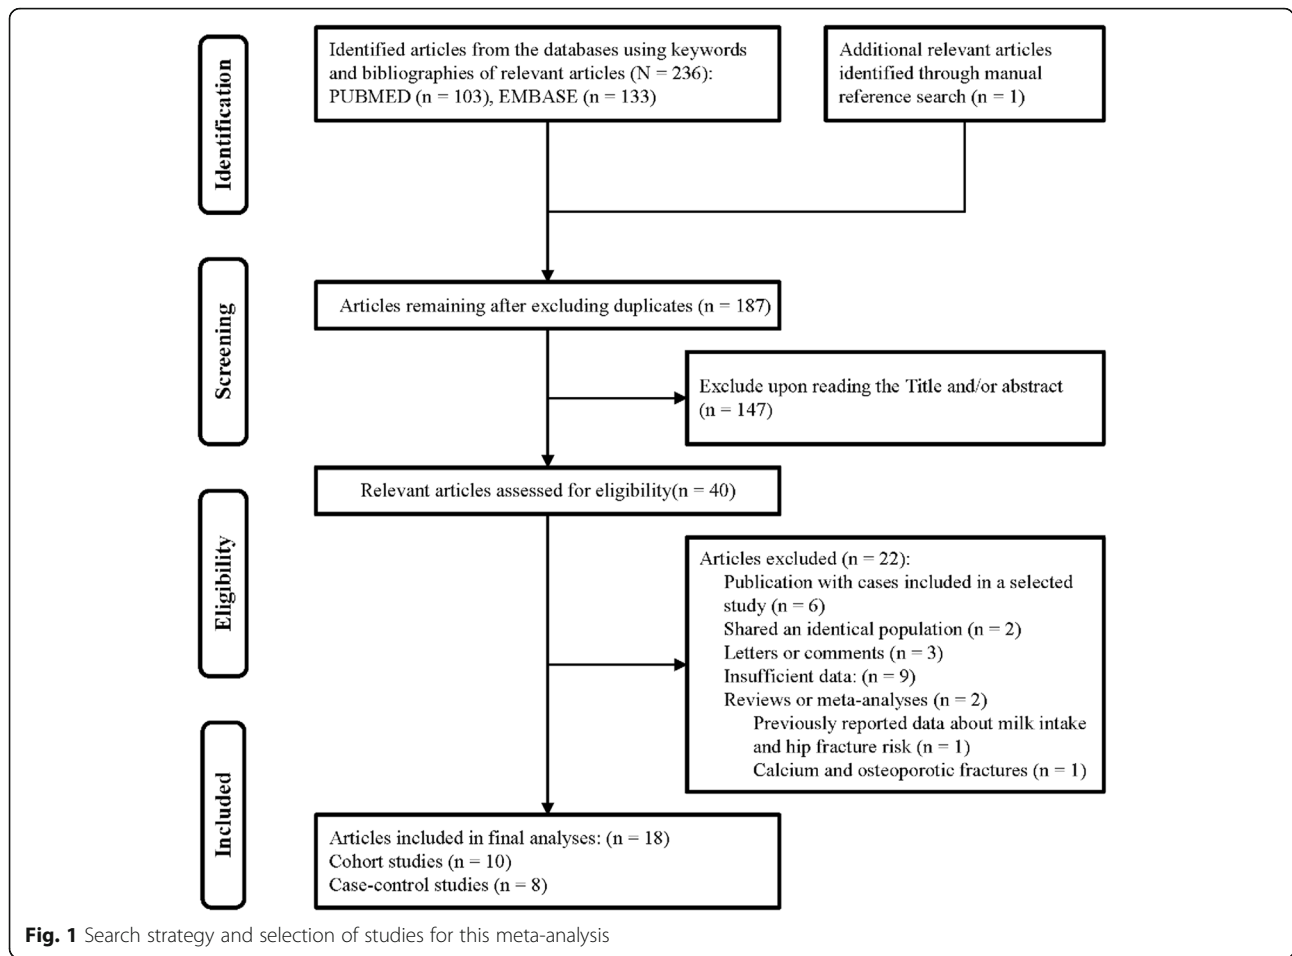 Identification
Identified articles from the databases using keywords
and bibliographies of relevant articles (N = 236):
PUBMED (n = 103), EMBASE (n = 133)
Additional relevant articles
identified through manual
reference search (n = 1)
Screening
Articles remaining after excluding duplicates (n = 187)
Exclude upon reading the Title and/or abstract
(n = 147)
Eligibility
Relevant articles assessed for eligibility(n = 40)
Articles excluded (n = 22):
Publication with cases included in a selected
study (n = 6)
Shared an identical population (n = 2)
Letters or comments (n = 3)
Insufficient data: (n = 9)
Reviews or meta-analyses (n = 2)
Previously reported data about milk intake
and hip fracture risk (n = 1)
Calcium and osteoporotic fractures (n = 1)
Included
Articles included in final analyses: (n = 18)
Cohort studies (n = 10)
Case-control studies (n = 8)
Fig. 1 Search strategy and selection of studies for this meta-analysis